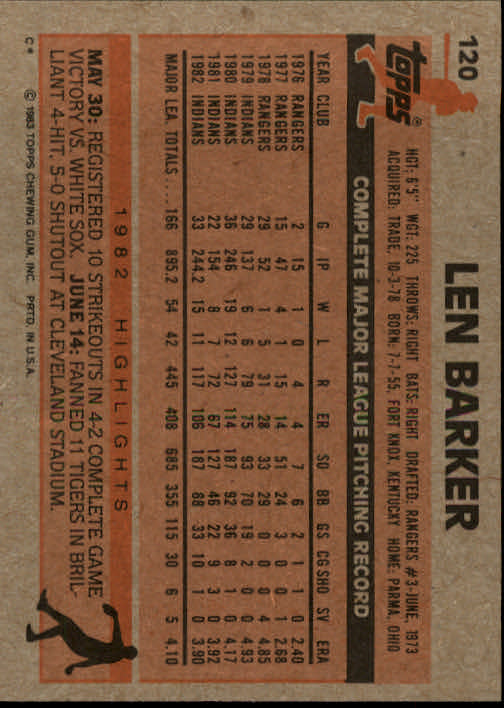 120
topps®
LEN BARKER
HGT: 6'5" WGT: 225 THROWS: RIGHT BATS: RIGHT DRAFTED: RANGERS #3-JUNE, 1973
ACQUIRED: TRADE, 10-3-78 BORN: 7-7-55, FORT KNOX, KENTUCKY HOME: PARMA, OHIO
COMPLETE MAJOR LEAGUE PITCHING RECORD
YEAR CLUB G IP W L R ER SO BB GS CG SHO SV ERA
1976 RANGERS 2 15 1 0 4 4 7 6 2 1 1 0 2.40
1977 RANGERS 15 47 4 1 15 14 51 24 3 0 0 1 2.68
1978 RANGERS 29 52 1 5 31 28 33 29 0 0 0 4 4.85
1979 INDIANS 29 137 6 6 79 75 93 70 19 2 0 0 4.93
1980 INDIANS 36 246 19 12 127 114 187 92 36 8 1 0 4.17
1981 INDIANS 22 154 8 7 72 67 127 46 22 9 3 0 3.92
1982 INDIANS 33 244.2 15 11 117 106 187 88 33 10 1 0 3.90
MAJOR LEA. TOTALS .... 166 895.2 54 42 445 408 685 355 115 30 6 5 4.10
1982 HIGHLIGHTS
MAY 30: REGISTERED 10 STRIKEOUTS IN 4-2 COMPLETE GAME
VICTORY VS. WHITE SOX. JUNE 14: FANNED 11 TIGERS IN BRIL-
LIANT 4-HIT, 5-0 SHUTOUT AT CLEVELAND STADIUM.
C* © 1983 TOPPS CHEWING GUM, INC. PRTD. IN U.S.A.